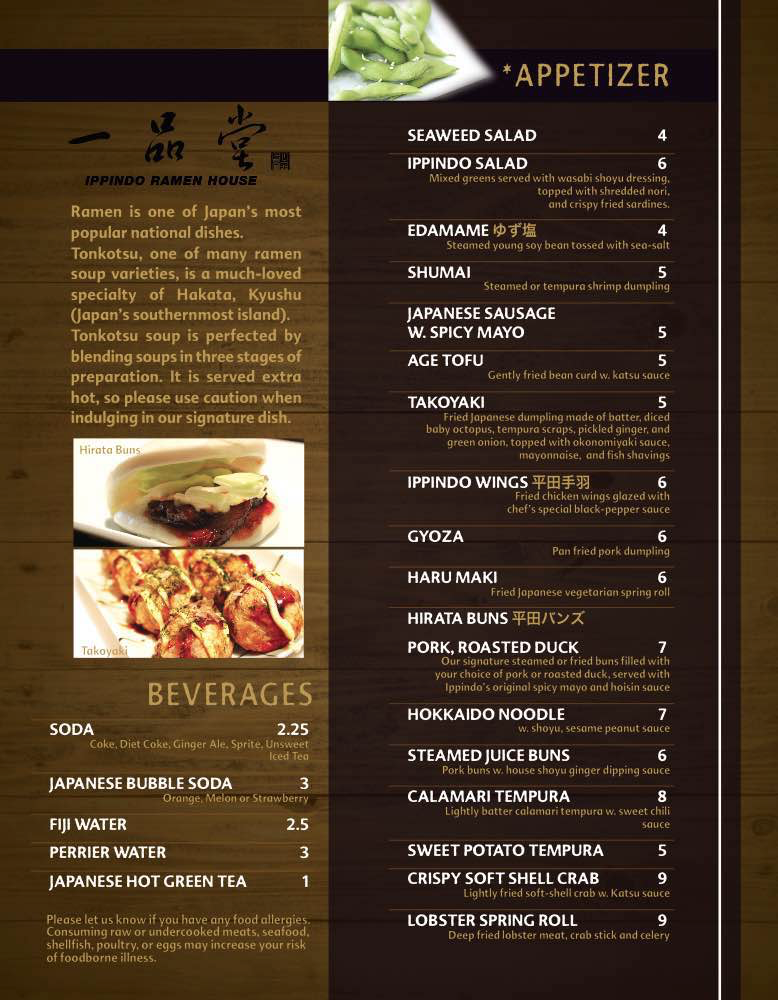 一品堂
IPPINDO RAMEN HOUSE
Ramen is one of Japan's most
popular national dishes.
Tonkotsu, one of many ramen
soup varieties, is a much-loved
specialty of Hakata, Kyushu
(Japan's southernmost island).
Tonkotsu soup is perfected by
blending soups in three stages of
preparation. It is served extra
hot, so please use caution when
indulging in our signature dish.
Hirata Buns
Takoyaki
BEVERAGES
SODA 2.25
Coke, Diet Coke, Ginger Ale, Sprite, Unsweet
Iced Tea
JAPANESE BUBBLE SODA 3
Orange, Melon or Strawberry
FIJI WATER 2.5
PERRIER WATER 3
JAPANESE HOT GREEN TEA 1
Please let us know if you have any food allergies.
Consuming raw or undercooked meats, seafood,
shellfish, poultry, or eggs may increase your risk
of foodborne illness.
*APPETIZER
SEAWEED SALAD 4
IPPINDO SALAD 6
Mixed greens served with wasabi shoyu dressing,
topped with shredded nori,
and crispy fried sardines.
EDAMAME ゆず塩 4
Steamed young soy bean tossed with sea-salt
SHUMAI 5
Steamed or tempura shrimp dumpling
JAPANESE SAUSAGE
W. SPICY MAYO 5
AGE TOFU 5
Gently fried bean curd w. katsu sauce
TAKOYAKI 5
Fried Japanese dumpling made of batter, diced
baby octopus, tempura scraps, pickled ginger, and
green onion, topped with okonomiyaki sauce,
mayonnaise, and fish shavings
IPPINDO WINGS 平田手羽 6
Fried chicken wings glazed with
chef's special black-pepper sauce
GYOZA 6
Pan fried pork dumpling
HARU MAKI 6
Fried Japanese vegetarian spring roll
HIRATA BUNS 平田バンズ
PORK, ROASTED DUCK 7
Our signature steamed or fried buns filled with
your choice of pork or roasted duck, served with
Ippindo's original spicy mayo and hoisin sauce
HOKKAIDO NOODLE 7
w. shoyu, sesame peanut sauce
STEAMED JUICE BUNS 6
Pork buns w. house shoyu ginger dipping sauce
CALAMARI TEMPURA 8
Lightly batter calamari tempura w. sweet chili
sauce
SWEET POTATO TEMPURA 5
CRISPY SOFT SHELL CRAB 9
Lightly fried soft-shell crab w. Katsu sauce
LOBSTER SPRING ROLL 9
Deep fried lobster meat, crab stick and celery